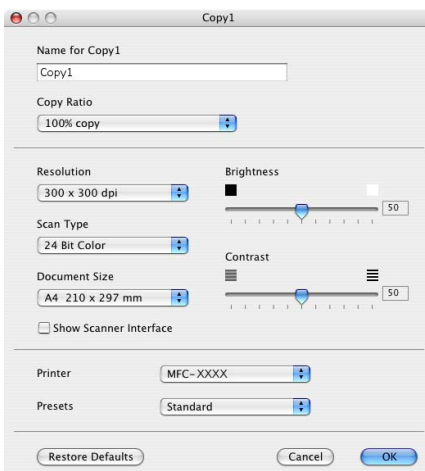 Copy1
Name for Copy1
Copy1
Copy Ratio
100% copy
Resolution
300 x 300 dpi
Scan Type
24 Bit Color
Document Size
A4 210 x 297 mm
Show Scanner Interface
Brightness
50
Contrast
50
Printer
MFC-XXXX
Presets
Standard
Restore Defaults
Cancel
OK